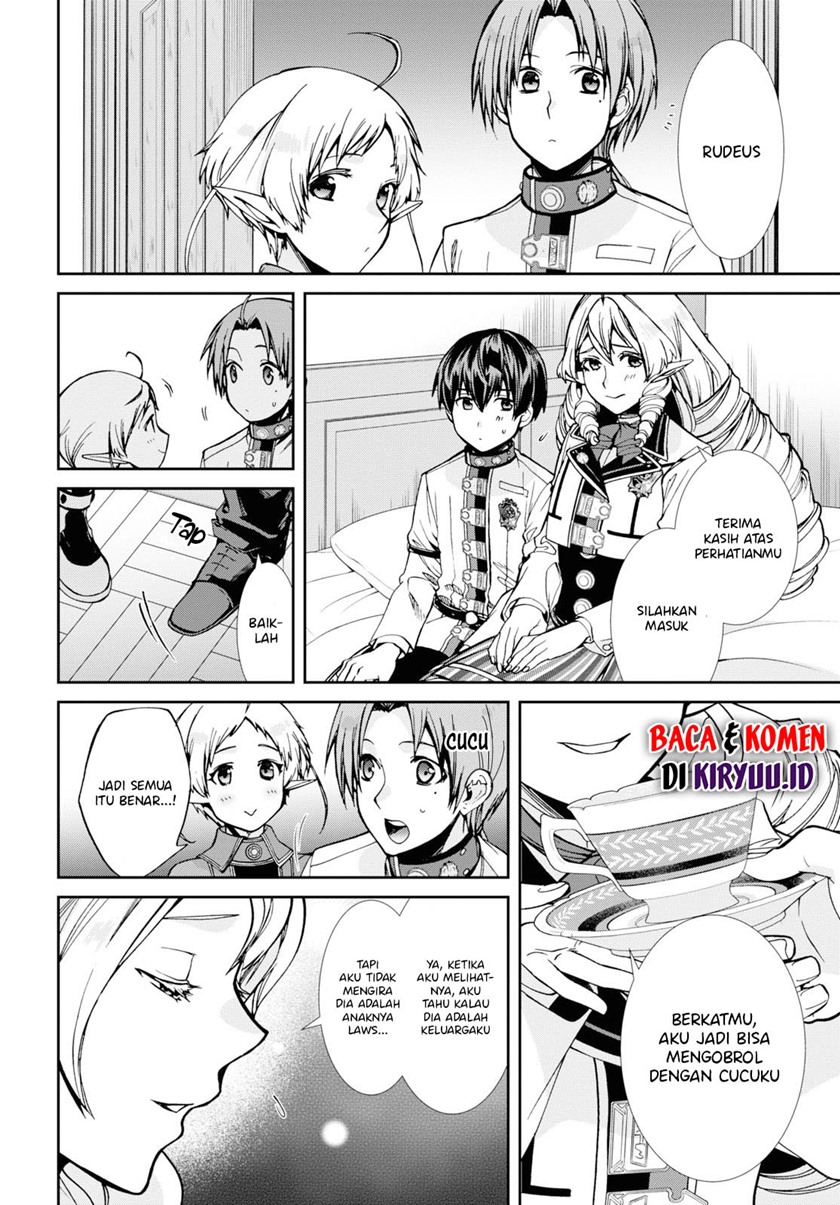 RUDEUS
TERIMA
KASIH ATAS
PERHATIANMU
SILAHKAN
MASUK
TAP
BAIK-
LAH
BACA & KOMEN
DI KIRYUU.ID
BERKATMU,
AKU JADI BISA
MENGOBROL
DENGAN CUCUKU
CUCU
JADI SEMUA
ITU BENAR...!
YA, KETIKA
AKU MELIHAT-
NYA, AKU
TAHU KALAU
DIA ADALAH
KELUARGAKU
TAPI
AKU TIDAK
MENGIRA
DIA ADALAH
ANAKNYA
LAWS...